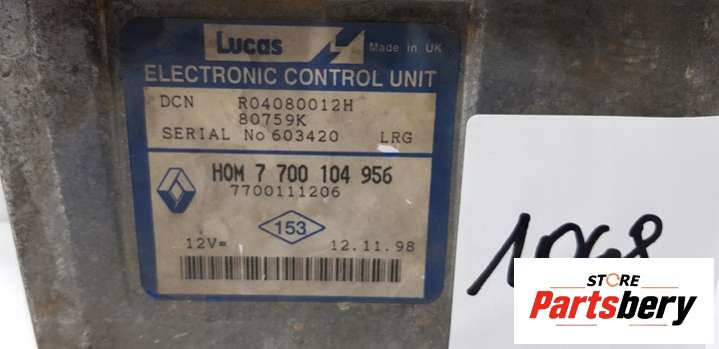 Lucas
Made in UK
ELECTRONIC CONTROL UNIT
DCN R04080012H
80759K
SERIAL No 603420 LRG
HOM 7 700 104 956
7700111206
153
12V= 12.11.98
STORE
Partsbery